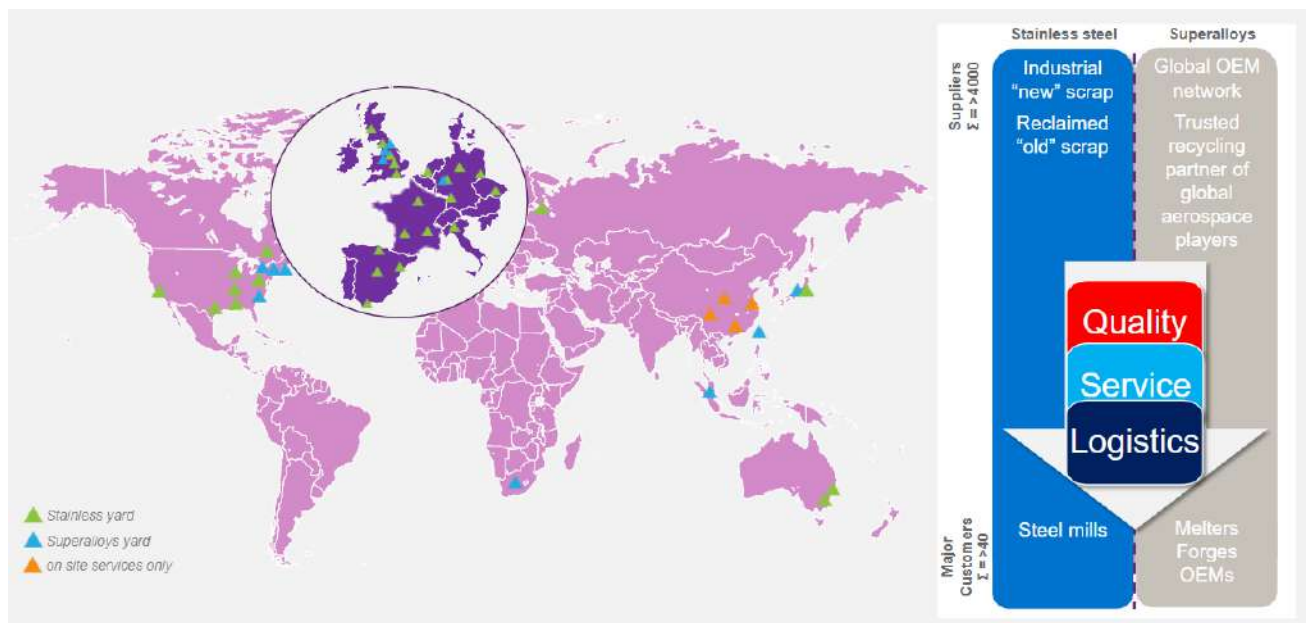 Stainless yard
Superalloys yard
on site services only
Stainless steel
Superalloys
Suppliers
Σ = >4000
Industrial
"new" scrap
Reclaimed
"old" scrap
Global OEM
network
Trusted
recycling
partner of
global
aerospace
players
Quality
Service
Logistics
Major
Customers
Σ = >40
Steel mills
Melters
Forges
OEMs